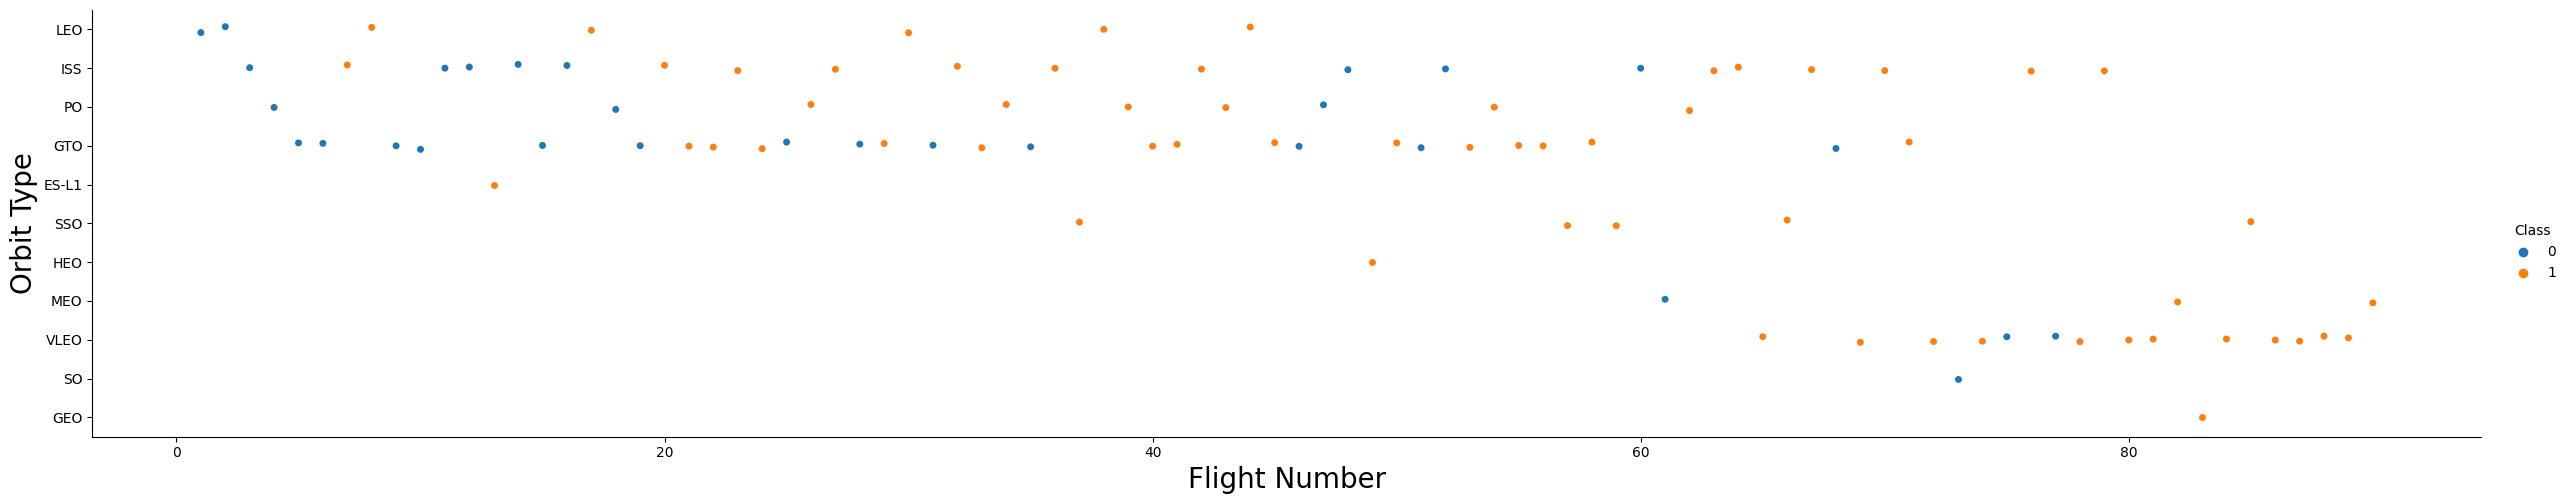 LEO
ISS
PO
GTO
ES-L1
SSO
HEO
MEO
VLEO
SO
GEO
Orbit Type
0
20
40
60
80
Flight Number
Class
0
1